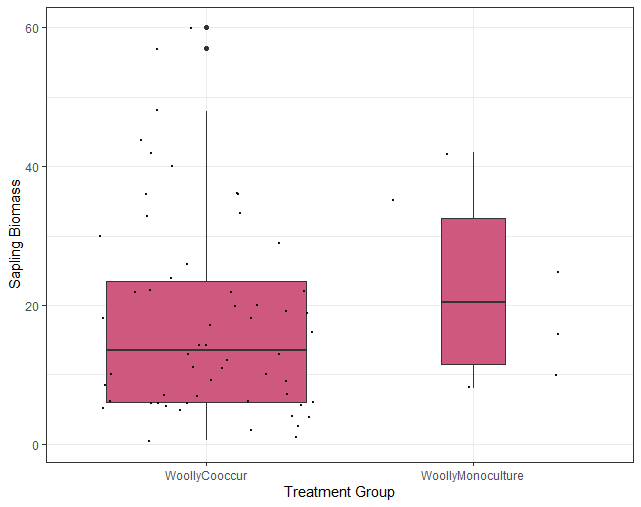 60
40
20
0
Sapling Biomass
WoollyCooccur
WoollyMonoculture
Treatment Group